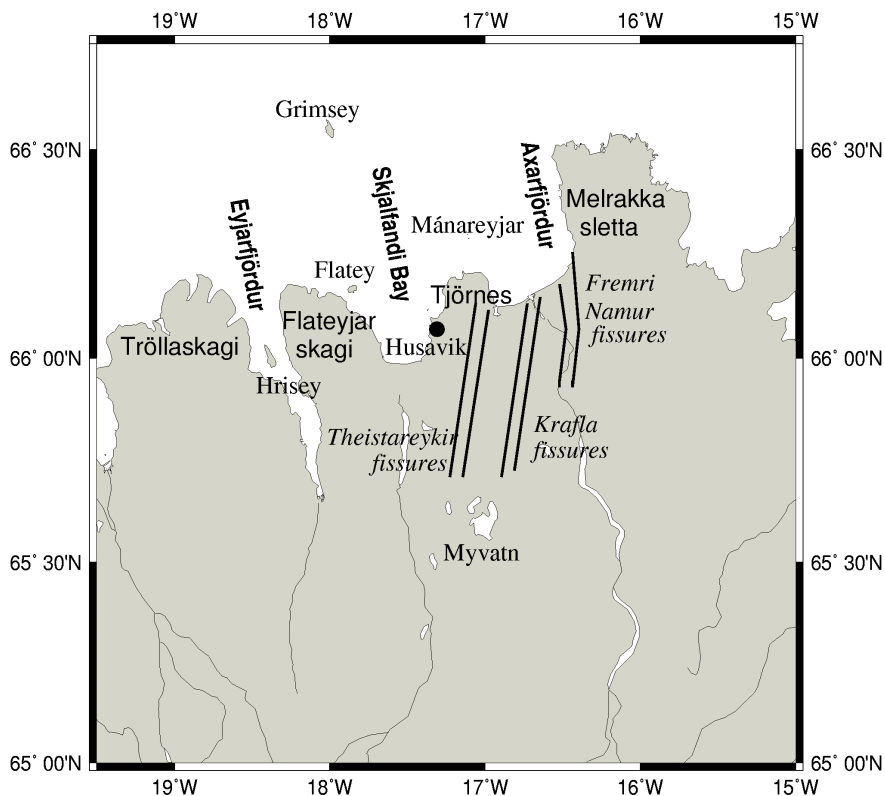 19˚W 18˚W 17˚W 16˚W 15˚W
Grimsey
66˚ 30'N 66˚ 30'N
Eyjarfjördur
Skjalfandi Bay
Axarfjördur
Melrakka
sletta
Mánareyjar
Flatey
Tjörnes
Fremri
Namur
fissures
Tröllaskagi
Flateyjar
skagi
Husavik
66˚ 00'N 66˚ 00'N
Hrisey
Theistareykir
fissures
Krafla
fissures
Myvatn
65˚ 30'N 65˚ 30'N
65˚ 00'N 65˚ 00'N
19˚W 18˚W 17˚W 16˚W 15˚W